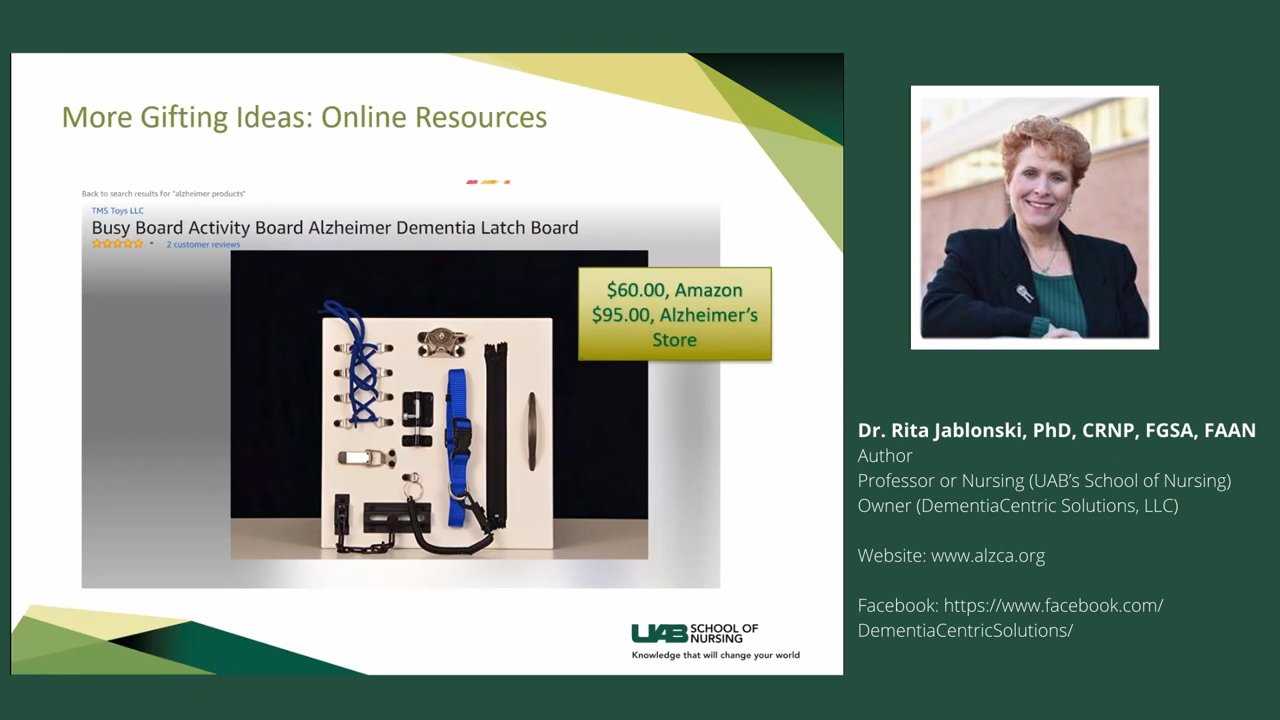 More Gifting Ideas: Online Resources
Back to search results for "alzheimer products"
TMS Toys LLC
Busy Board Activity Board Alzheimer Dementia Latch Board
2 customer reviews
$60.00, Amazon
$95.00, Alzheimer's
Store
UAB SCHOOL OF
NURSING
Knowledge that will change your world
Dr. Rita Jablonski, PhD, CRNP, FGSA, FAAN
Author
Professor or Nursing (UAB's School of Nursing)
Owner (DementiaCentric Solutions, LLC)
Website: www.alzca.org
Facebook: https://www.facebook.com/
DementiaCentricSolutions/